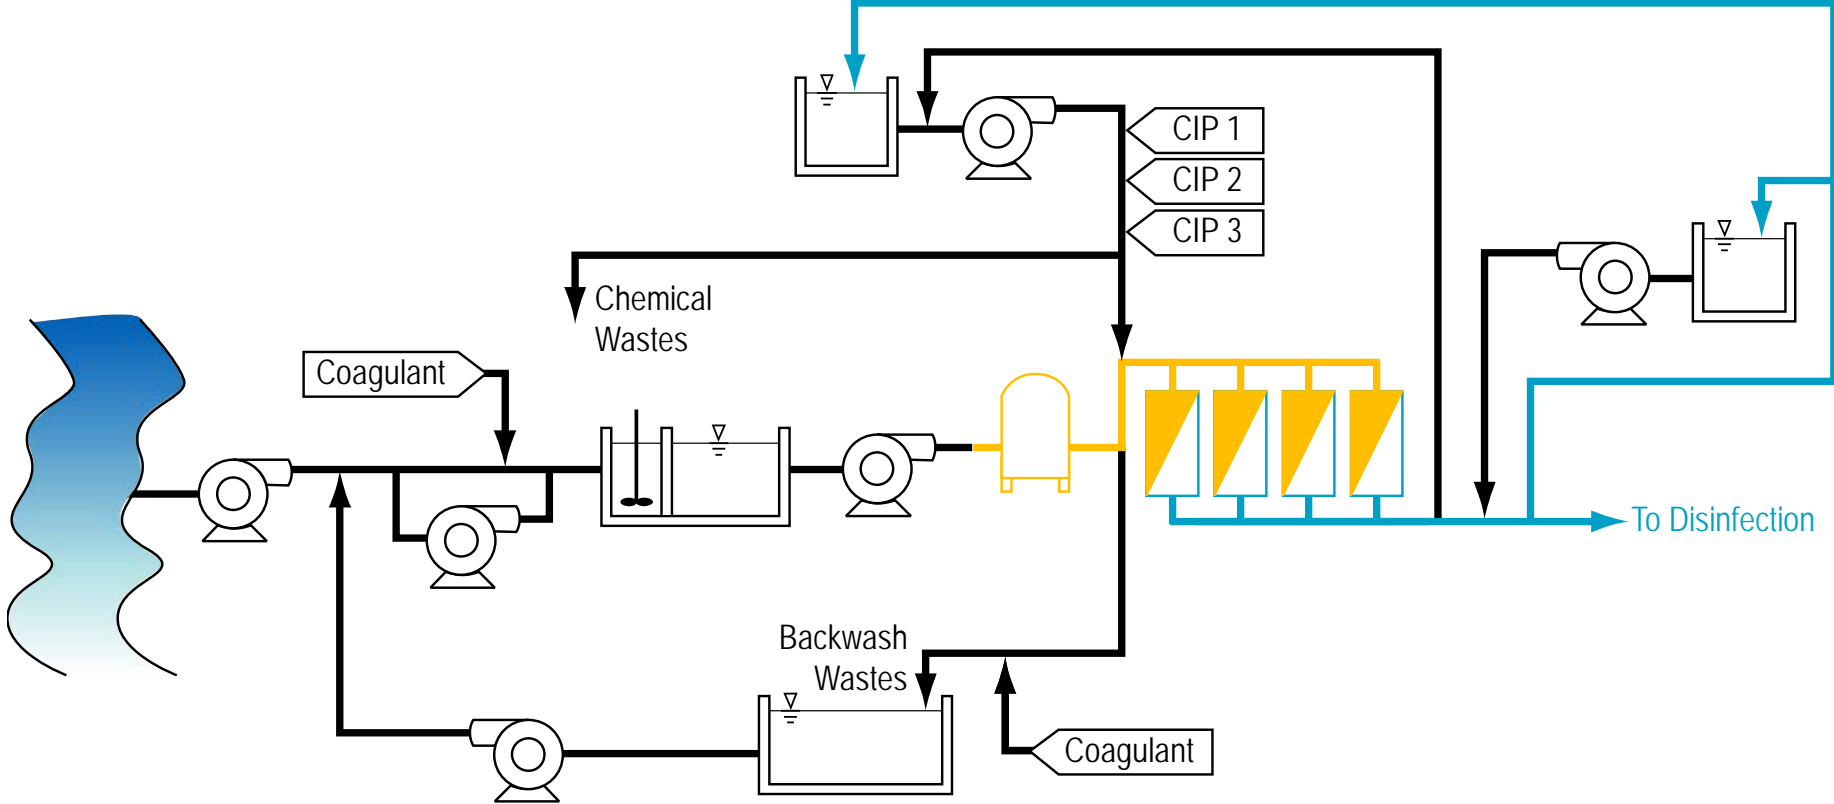 CIP 1
CIP 2
CIP 3
Chemical
Wastes
Coagulant
To Disinfection
Backwash
Wastes
Coagulant